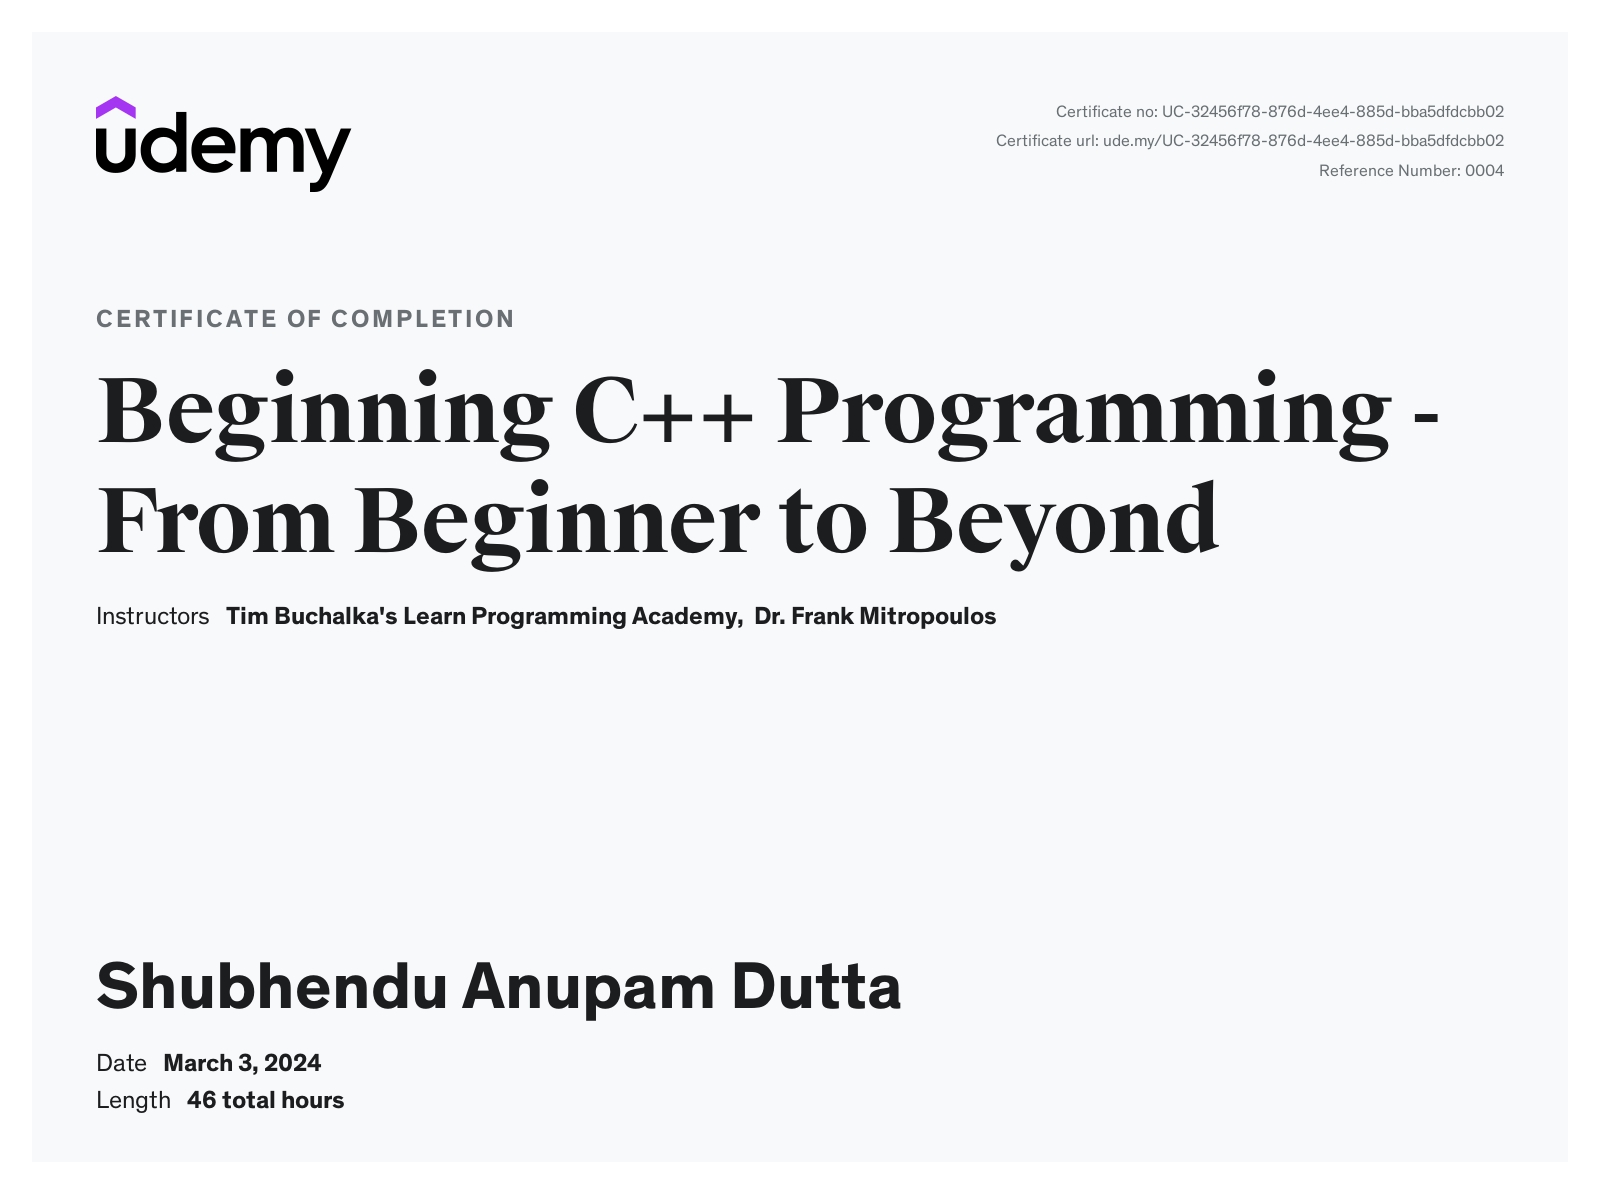 udemy
Certificate no: UC-32456f78-876d-4ee4-885d-bba5dfdcbb02
Certificate url: ude.my/UC-32456f78-876d-4ee4-885d-bba5dfdcbb02
Reference Number: 0004
CERTIFICATE OF COMPLETION
Beginning C++ Programming -
From Beginner to Beyond
Instructors Tim Buchalka's Learn Programming Academy, Dr. Frank Mitropoulos
Shubhendu Anupam Dutta
Date March 3, 2024
Length 46 total hours